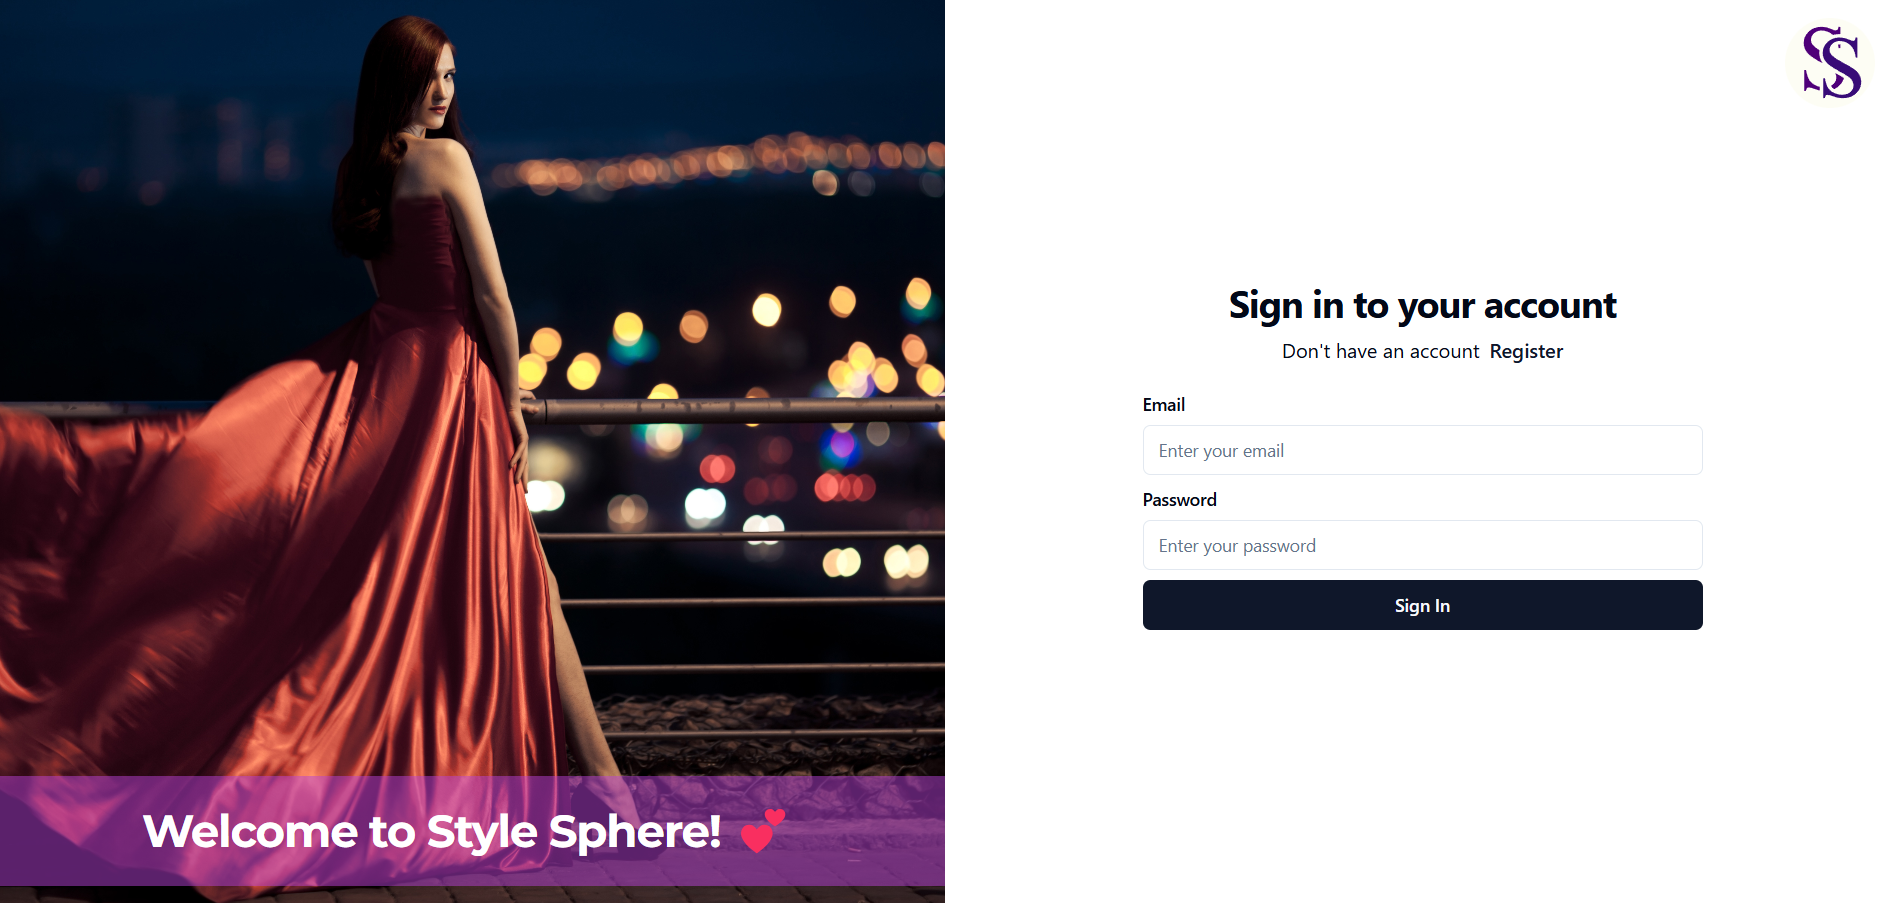 SS
Sign in to your account
Don't have an account Register
Email
Enter your email
Password
Enter your password
Sign In
Welcome to Style Sphere! 💕